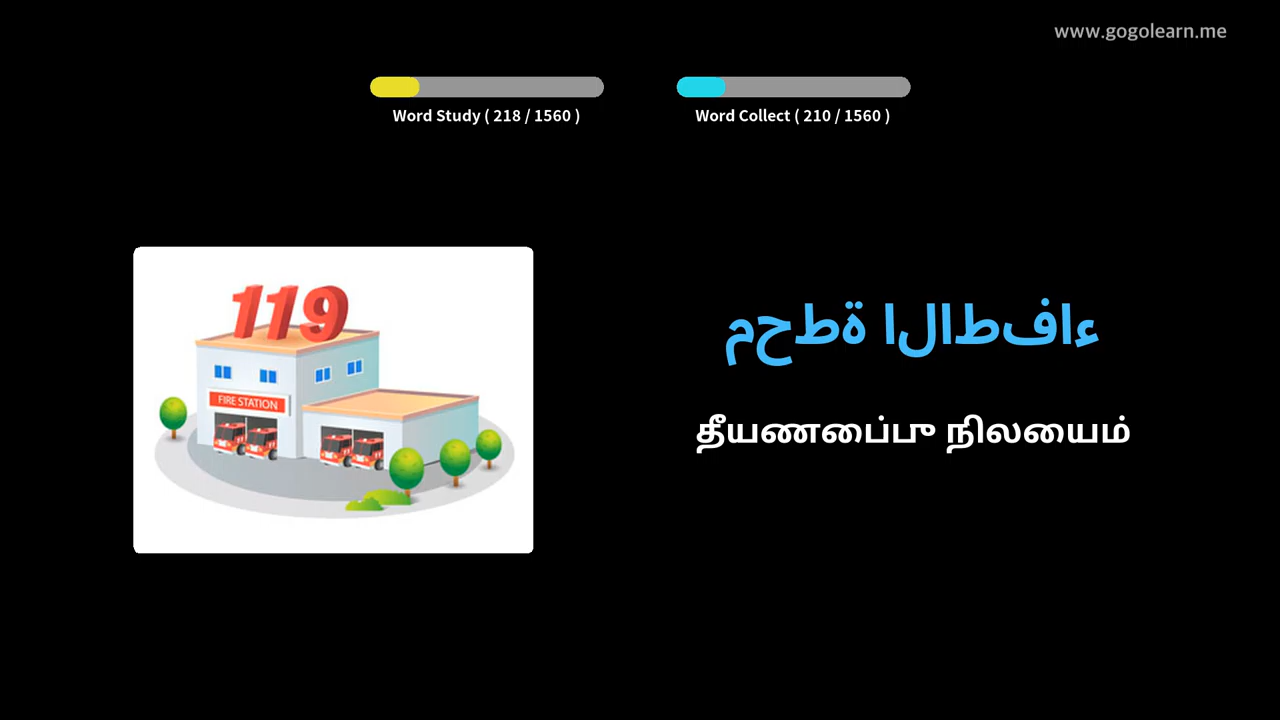 www.gogolearn.me
Word Study ( 218 / 1560 )
Word Collect ( 210 / 1560 )
119
FIRE STATION
محطة الاطفاء
தீயணைப்பு நிலையம்